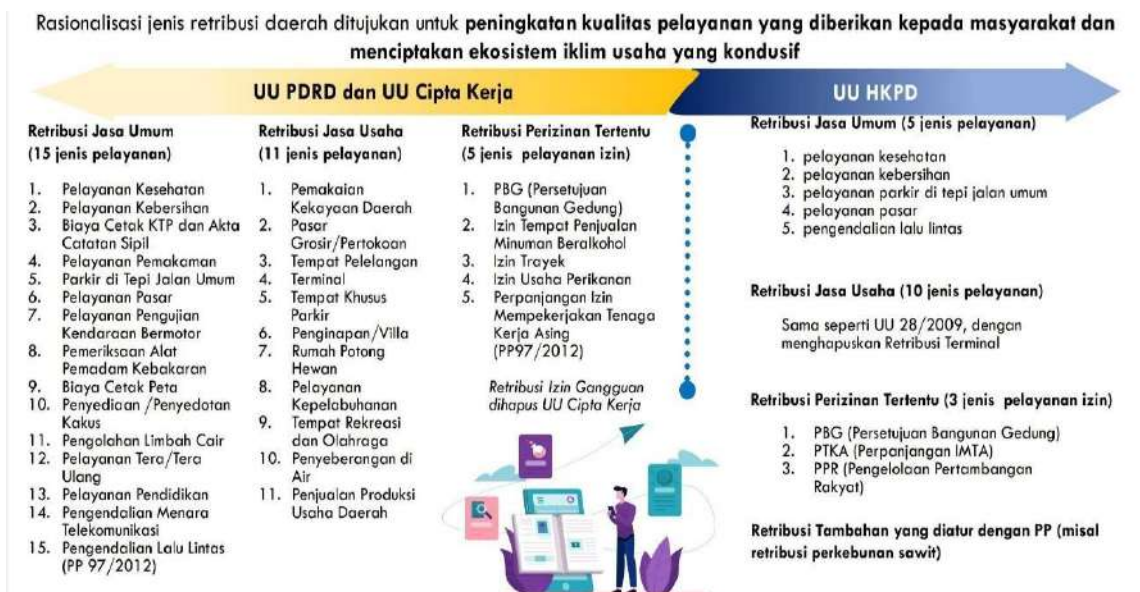 Rasionalisasi jenis retribusi daerah ditujukan untuk peningkatan kualitas pelayanan yang diberikan kepada masyarakat dan
menciptakan ekosistem iklim usaha yang kondusif
UU PDRD dan UU Cipta Kerja
Retribusi Jasa Umum
(15 jenis pelayanan)
1. Pelayanan Kesehatan
2. Pelayanan Kebersihan
3. Biaya Cetak KTP dan Akta
Catatan Sipil
4. Pelayanan Pemakaman
5. Parkir di Tepi Jalan Umum
6. Pelayanan Pasar
7. Pelayanan Pengujian
Kendaraan Bermotor
8. Pemeriksaan Alat
Pemadam Kebakaran
9. Biaya Cetak Peta
10. Penyediaan /Penyedotan
Kakus
11. Pengolahan Limbah Cair
12. Pelayanan Tera/Tera
Ulang
13. Pelayanan Pendidikan
14. Pengendalian Menara
Telekomunikasi
15. Pengendalian Lalu Lintas
(PP 97/2012)
Retribusi Jasa Usaha
(11 jenis pelayanan)
1. Pemakaian
Kekayaan Daerah
2. Pasar
Grosir/Pertokoan
3. Tempat Pelelangan
4. Terminal
5. Tempat Khusus
Parkir
6. Penginapan/Villa
7. Rumah Potong
Hewan
8. Pelayanan
Kepelabuhanan
9. Tempat Rekreasi
dan Olahraga
10. Penyeberangan di
Air
11. Penjualan Produksi
Usaha Daerah
Retribusi Perizinan Tertentu
(5 jenis pelayanan izin)
1. PBG (Persetujuan
Bangunan Gedung)
2. Izin Tempat Penjualan
Minuman Beralkohol
3. Izin Trayek
4. Izin Usaha Perikanan
5. Perpanjangan Izin
Mempekerjakan Tenaga
Kerja Asing
(PP97/2012)
Retribusi Izin Gangguan
dihapus UU Cipta Kerja
UU HKPD
Retribusi Jasa Umum (5 jenis pelayanan)
1. pelayanan kesehatan
2. pelayanan kebersihan
3. pelayanan parkir di tepi jalan umum
4. pelayanan pasar
5. pengendalian lalu lintas
Retribusi Jasa Usaha (10 jenis pelayanan)
Sama seperti UU 28/2009, dengan
menghapuskan Retribusi Terminal
Retribusi Perizinan Tertentu (3 jenis pelayanan izin)
1. PBG (Persetujuan Bangunan Gedung)
2. PTKA (Perpanjangan IMTA)
3. PPR (Pengelolaan Pertambangan
Rakyat)
Retribusi Tambahan yang diatur dengan PP (misal
retribusi perkebunan sawit)